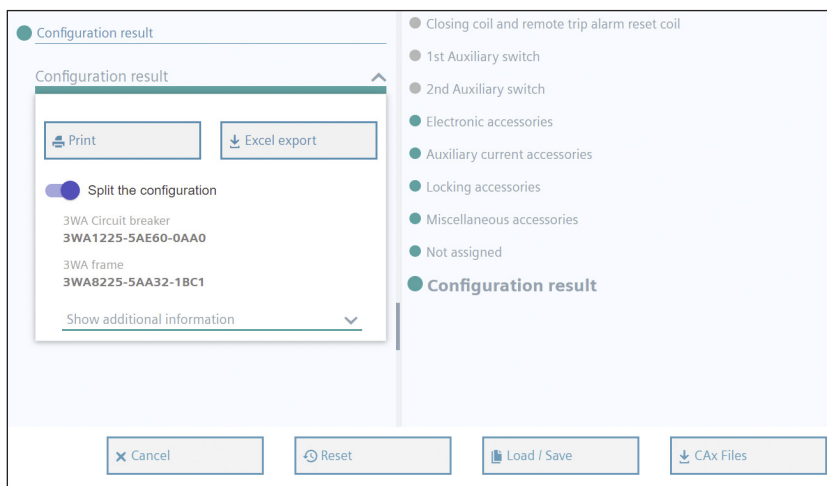 Configuration result
Configuration result
Print
Excel export
Split the configuration
3WA Circuit breaker
3WA1225-5AE60-0AA0
3WA frame
3WA8225-5AA32-1BC1
Show additional information
Closing coil and remote trip alarm reset coil
1st Auxiliary switch
2nd Auxiliary switch
Electronic accessories
Auxiliary current accessories
Locking accessories
Miscellaneous accessories
Not assigned
Configuration result
Cancel
Reset
Load / Save
CAx Files